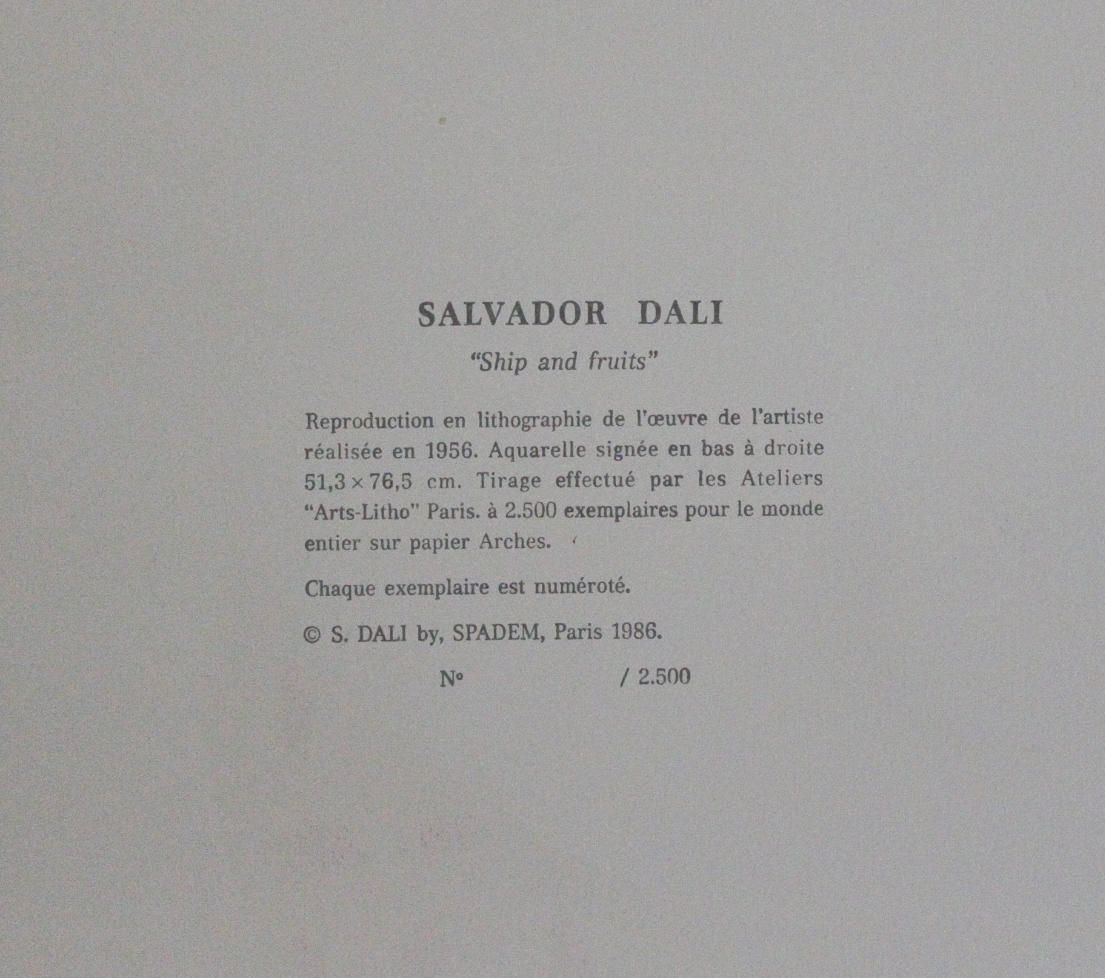 SALVADOR DALI
“Ship and fruits”
Reproduction en lithographie de l'œuvre de l'artiste
réalisée en 1956. Aquarelle signée en bas à droite
51,3 × 76,5 cm. Tirage effectué par les Ateliers
“Arts-Litho” Paris. à 2.500 exemplaires pour le monde
entier sur papier Arches.
Chaque exemplaire est numéroté.
© S. DALI by, SPADEM, Paris 1986.
Nº / 2.500